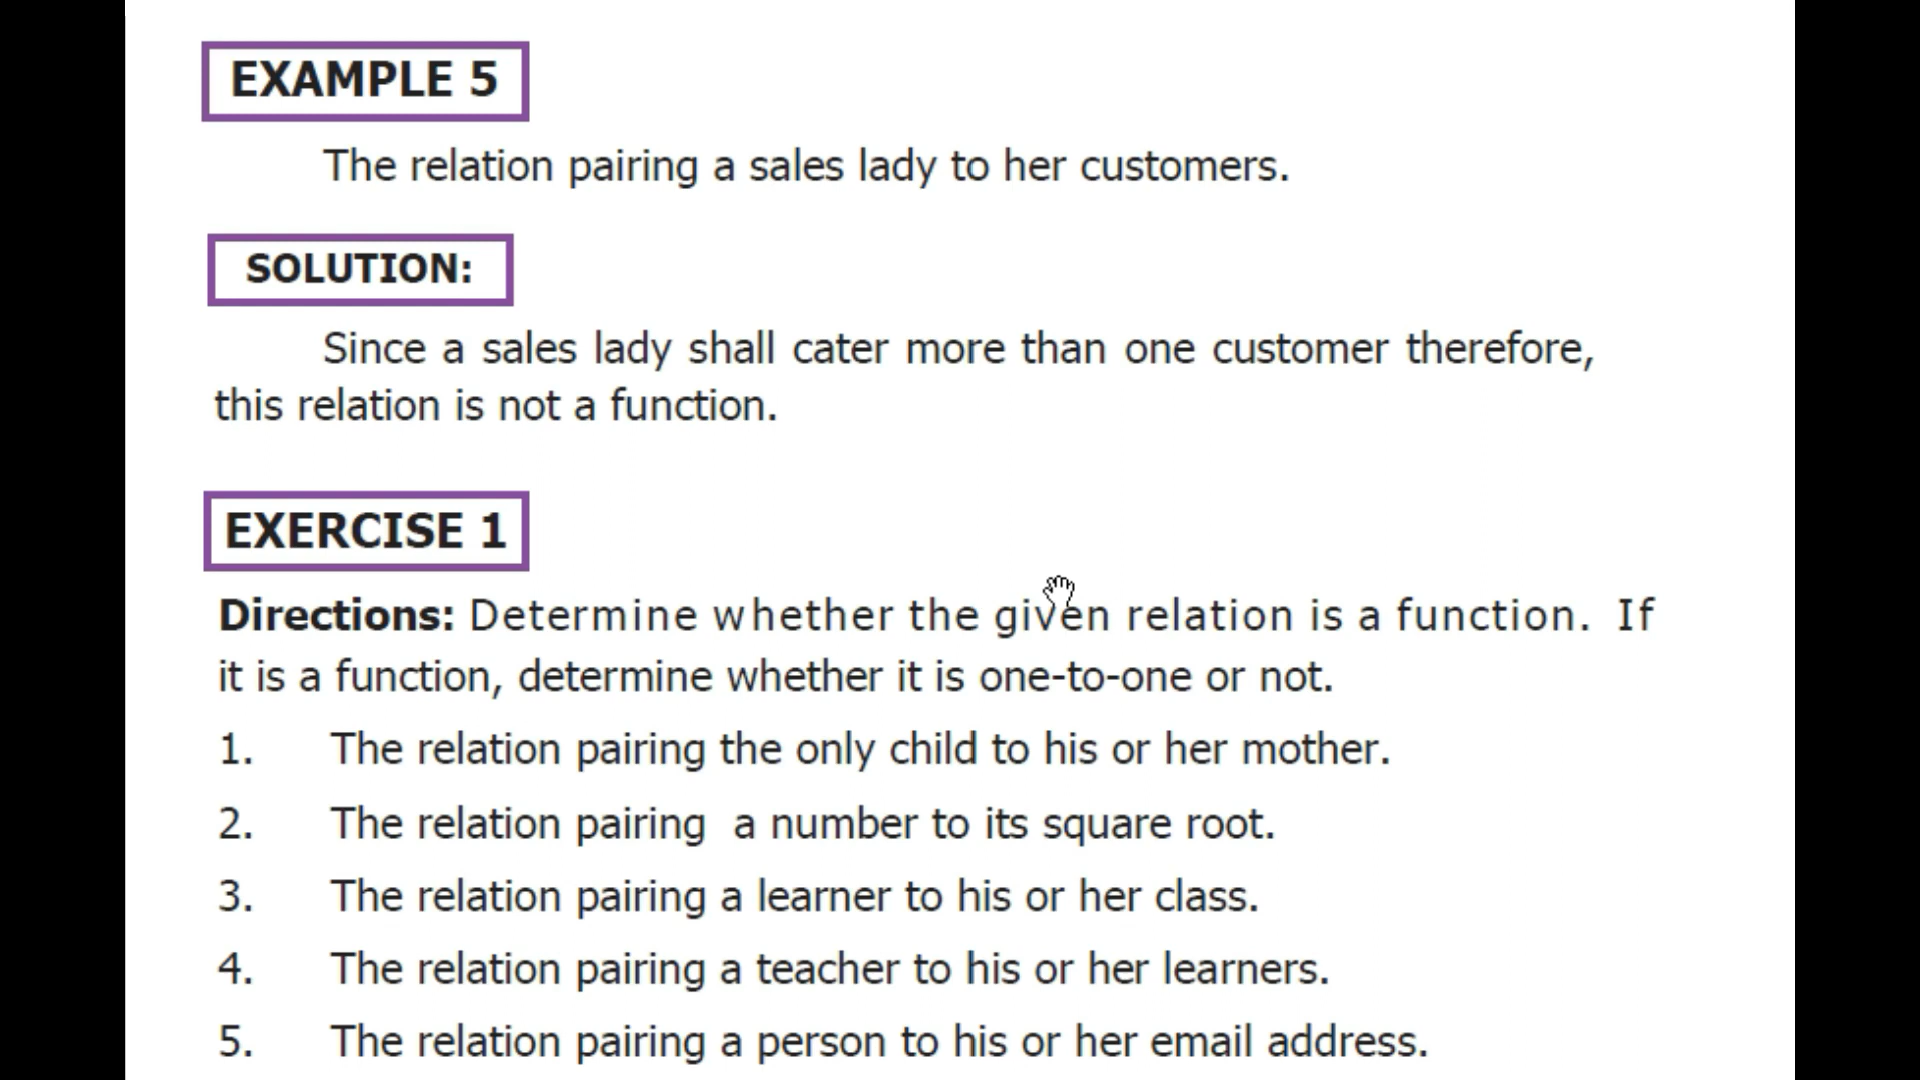 EXAMPLE 5
The relation pairing a sales lady to her customers.
SOLUTION:
Since a sales lady shall cater more than one customer therefore,
this relation is not a function.
EXERCISE 1
Directions: Determine whether the given relation is a function. If
it is a function, determine whether it is one-to-one or not.
1. The relation pairing the only child to his or her mother.
2. The relation pairing a number to its square root.
3. The relation pairing a learner to his or her class.
4. The relation pairing a teacher to his or her learners.
5. The relation pairing a person to his or her email address.